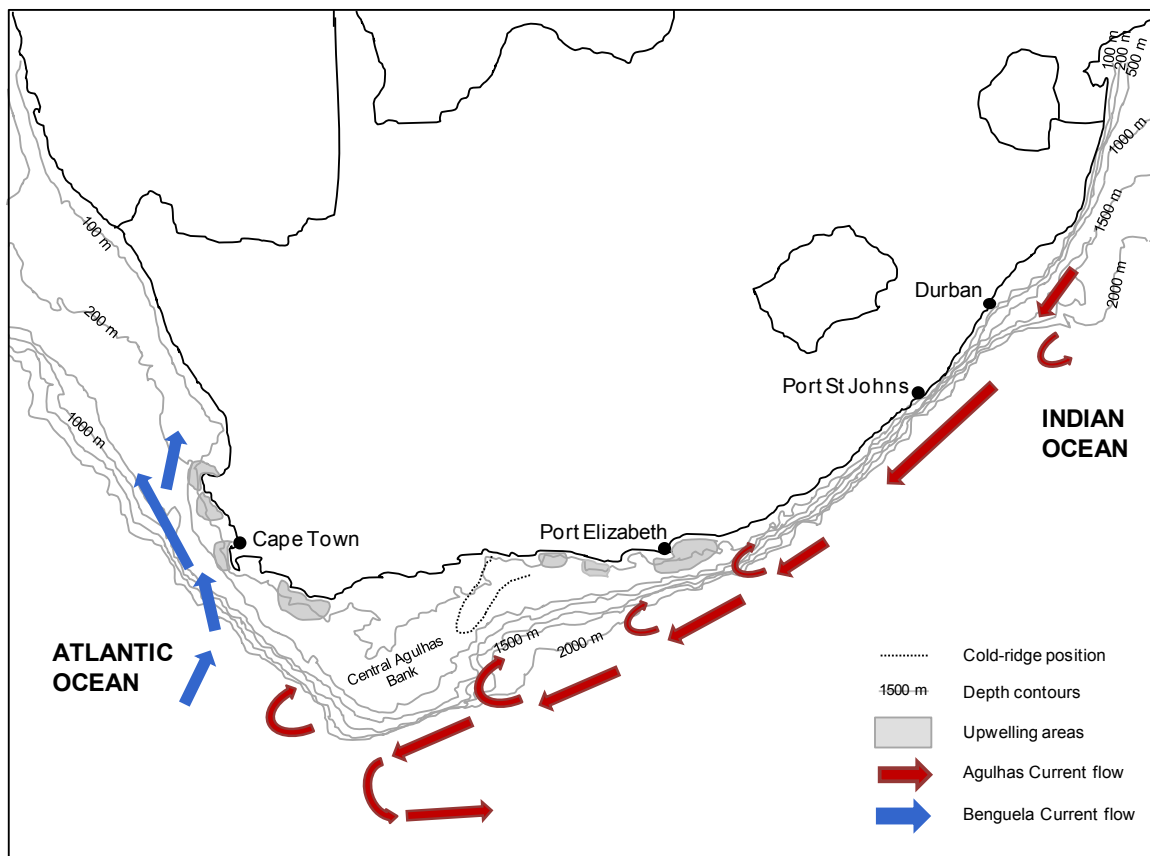 100 m
200 m
500 m
1000 m
1500 m
2000 m
100 m
200 m
1000 m
Durban
Port St Johns
INDIAN
OCEAN
Cape Town
Port Elizabeth
ATLANTIC
OCEAN
Central Agulhas
Bank
1500 m
2000 m
Cold-ridge position
1500 m
Depth contours
Upwelling areas
Agulhas Current flow
Benguela Current flow